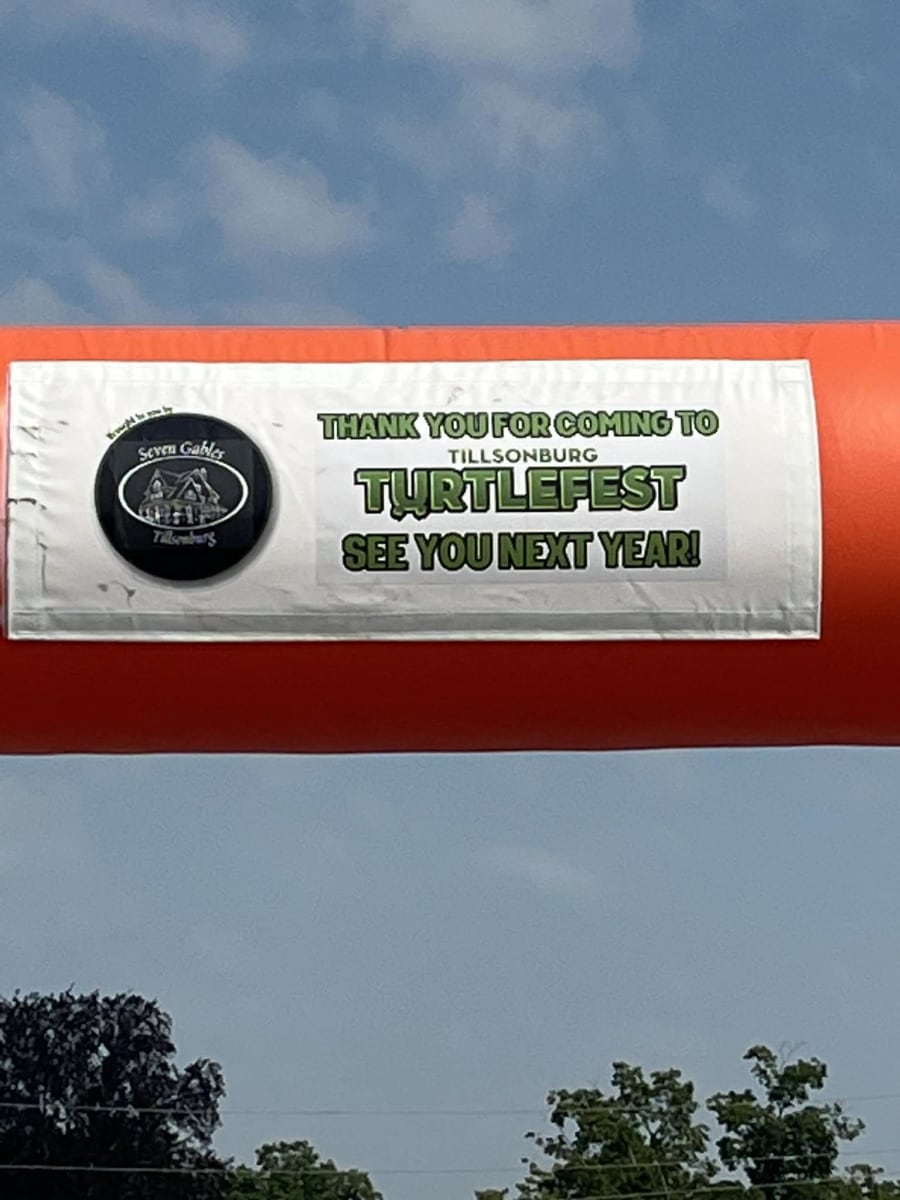 Brought to you by
Seven Gables
Tillsonburg
THANK YOU FOR COMING TO
TILLSONBURG
TURTLEFEST
SEE YOU NEXT YEAR!